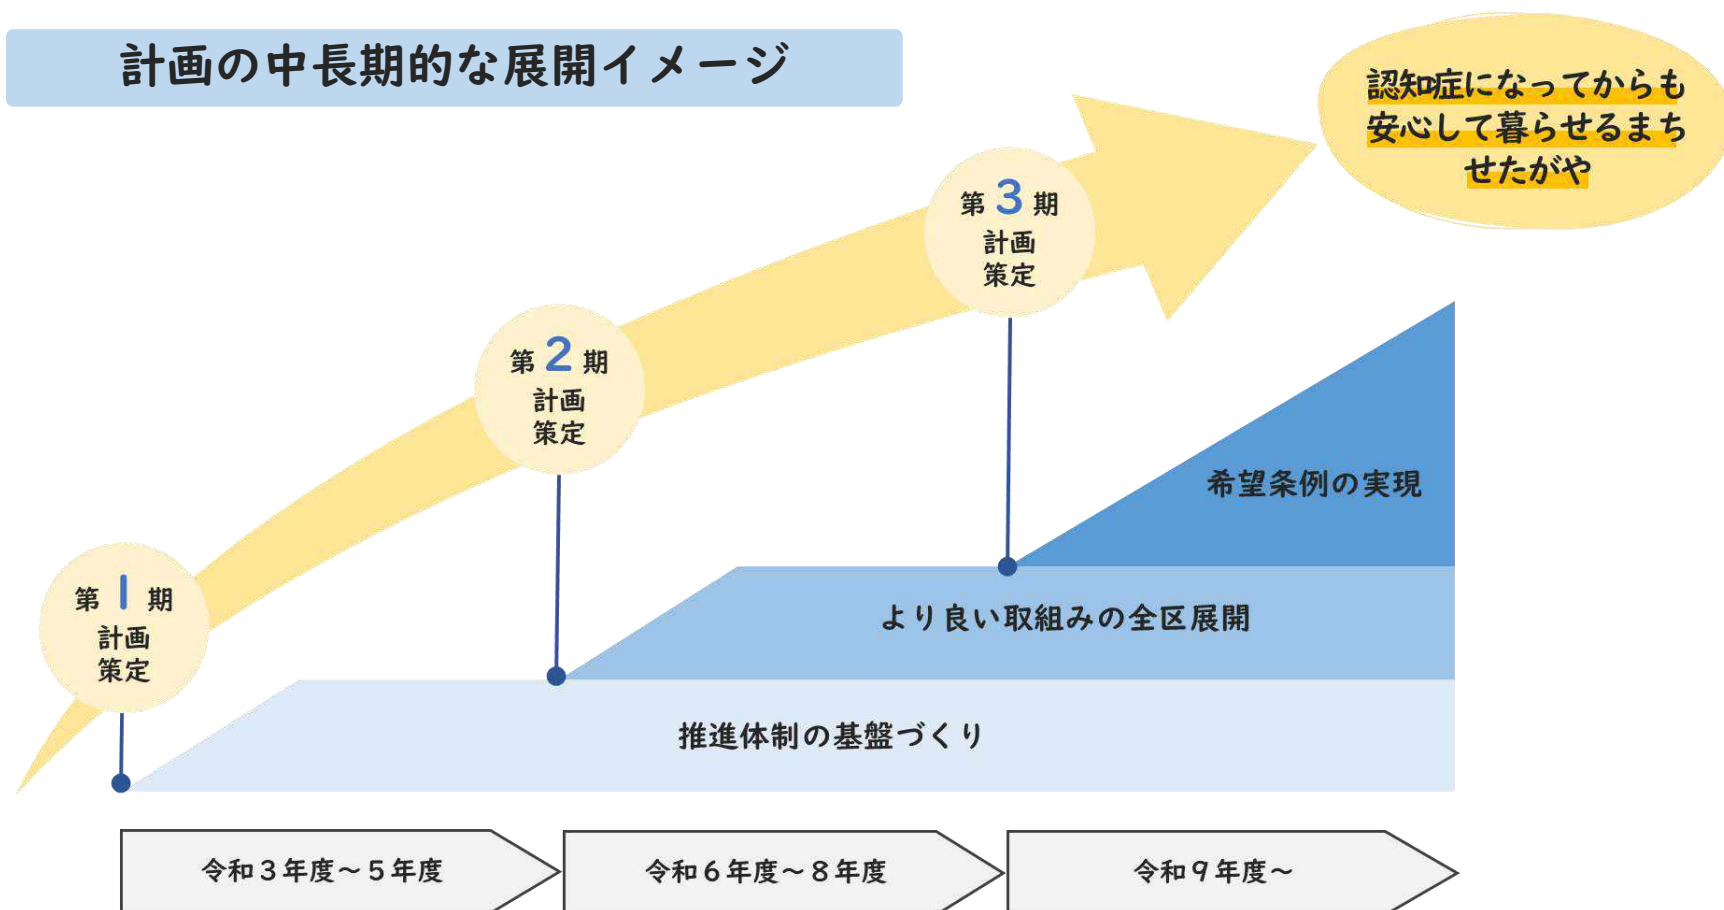 計画の中長期的な展開イメージ
認知症になってからも
安心して暮らせるまち
せたがや
第3期
計画
策定
第2期
計画
策定
第1期
計画
策定
希望条例の実現
より良い取組みの全区展開
推進体制の基盤づくり
令和3年度～5年度
令和6年度～8年度
令和9年度～